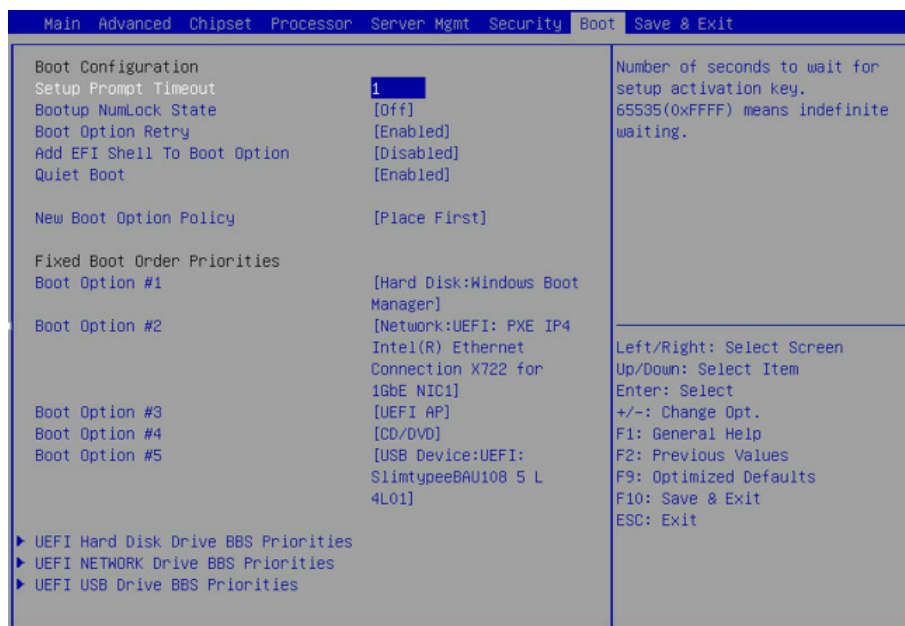 Main Advanced Chipset Processor Server Mgmt Security Boot Save & Exit
Boot Configuration
Setup Prompt Timeout 1
Bootup NumLock State [Off]
Boot Option Retry [Enabled]
Add EFI Shell To Boot Option [Disabled]
Quiet Boot [Enabled]
New Boot Option Policy [Place First]
Fixed Boot Order Priorities
Boot Option #1 [Hard Disk:Windows Boot
Manager]
Boot Option #2 [Network:UEFI: PXE IP4
Intel(R) Ethernet
Connection X722 for
1GbE NIC1]
Boot Option #3 [UEFI AP]
Boot Option #4 [CD/DVD]
Boot Option #5 [USB Device:UEFI:
SlimtypeeBAU108 5 L
4L01]
UEFI Hard Disk Drive BBS Priorities
UEFI NETWORK Drive BBS Priorities
UEFI USB Drive BBS Priorities
Number of seconds to wait for
setup activation key.
65535(0xFFFF) means indefinite
waiting.
Left/Right: Select Screen
Up/Down: Select Item
Enter: Select
+/-: Change Opt.
F1: General Help
F2: Previous Values
F9: Optimized Defaults
F10: Save & Exit
ESC: Exit